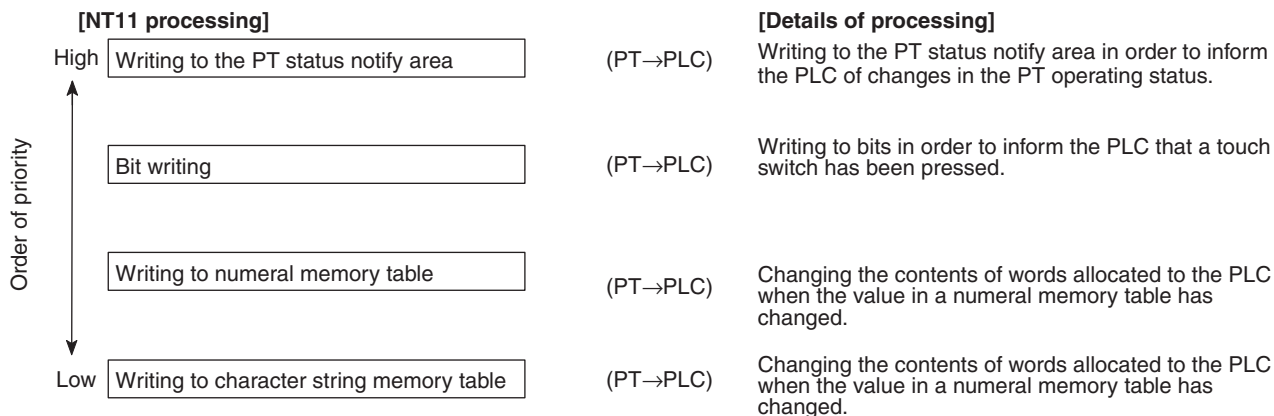 [NT11 processing] [Details of processing]
High Writing to the PT status notify area (PT→PLC) Writing to the PT status notify area in order to inform
the PLC of changes in the PT operating status.
Order of priority
Bit writing (PT→PLC) Writing to bits in order to inform the PLC that a touch
switch has been pressed.
Writing to numeral memory table (PT→PLC) Changing the contents of words allocated to the PLC
when the value in a numeral memory table has
changed.
Low Writing to character string memory table (PT→PLC) Changing the contents of words allocated to the PLC
when the value in a numeral memory table has
changed.